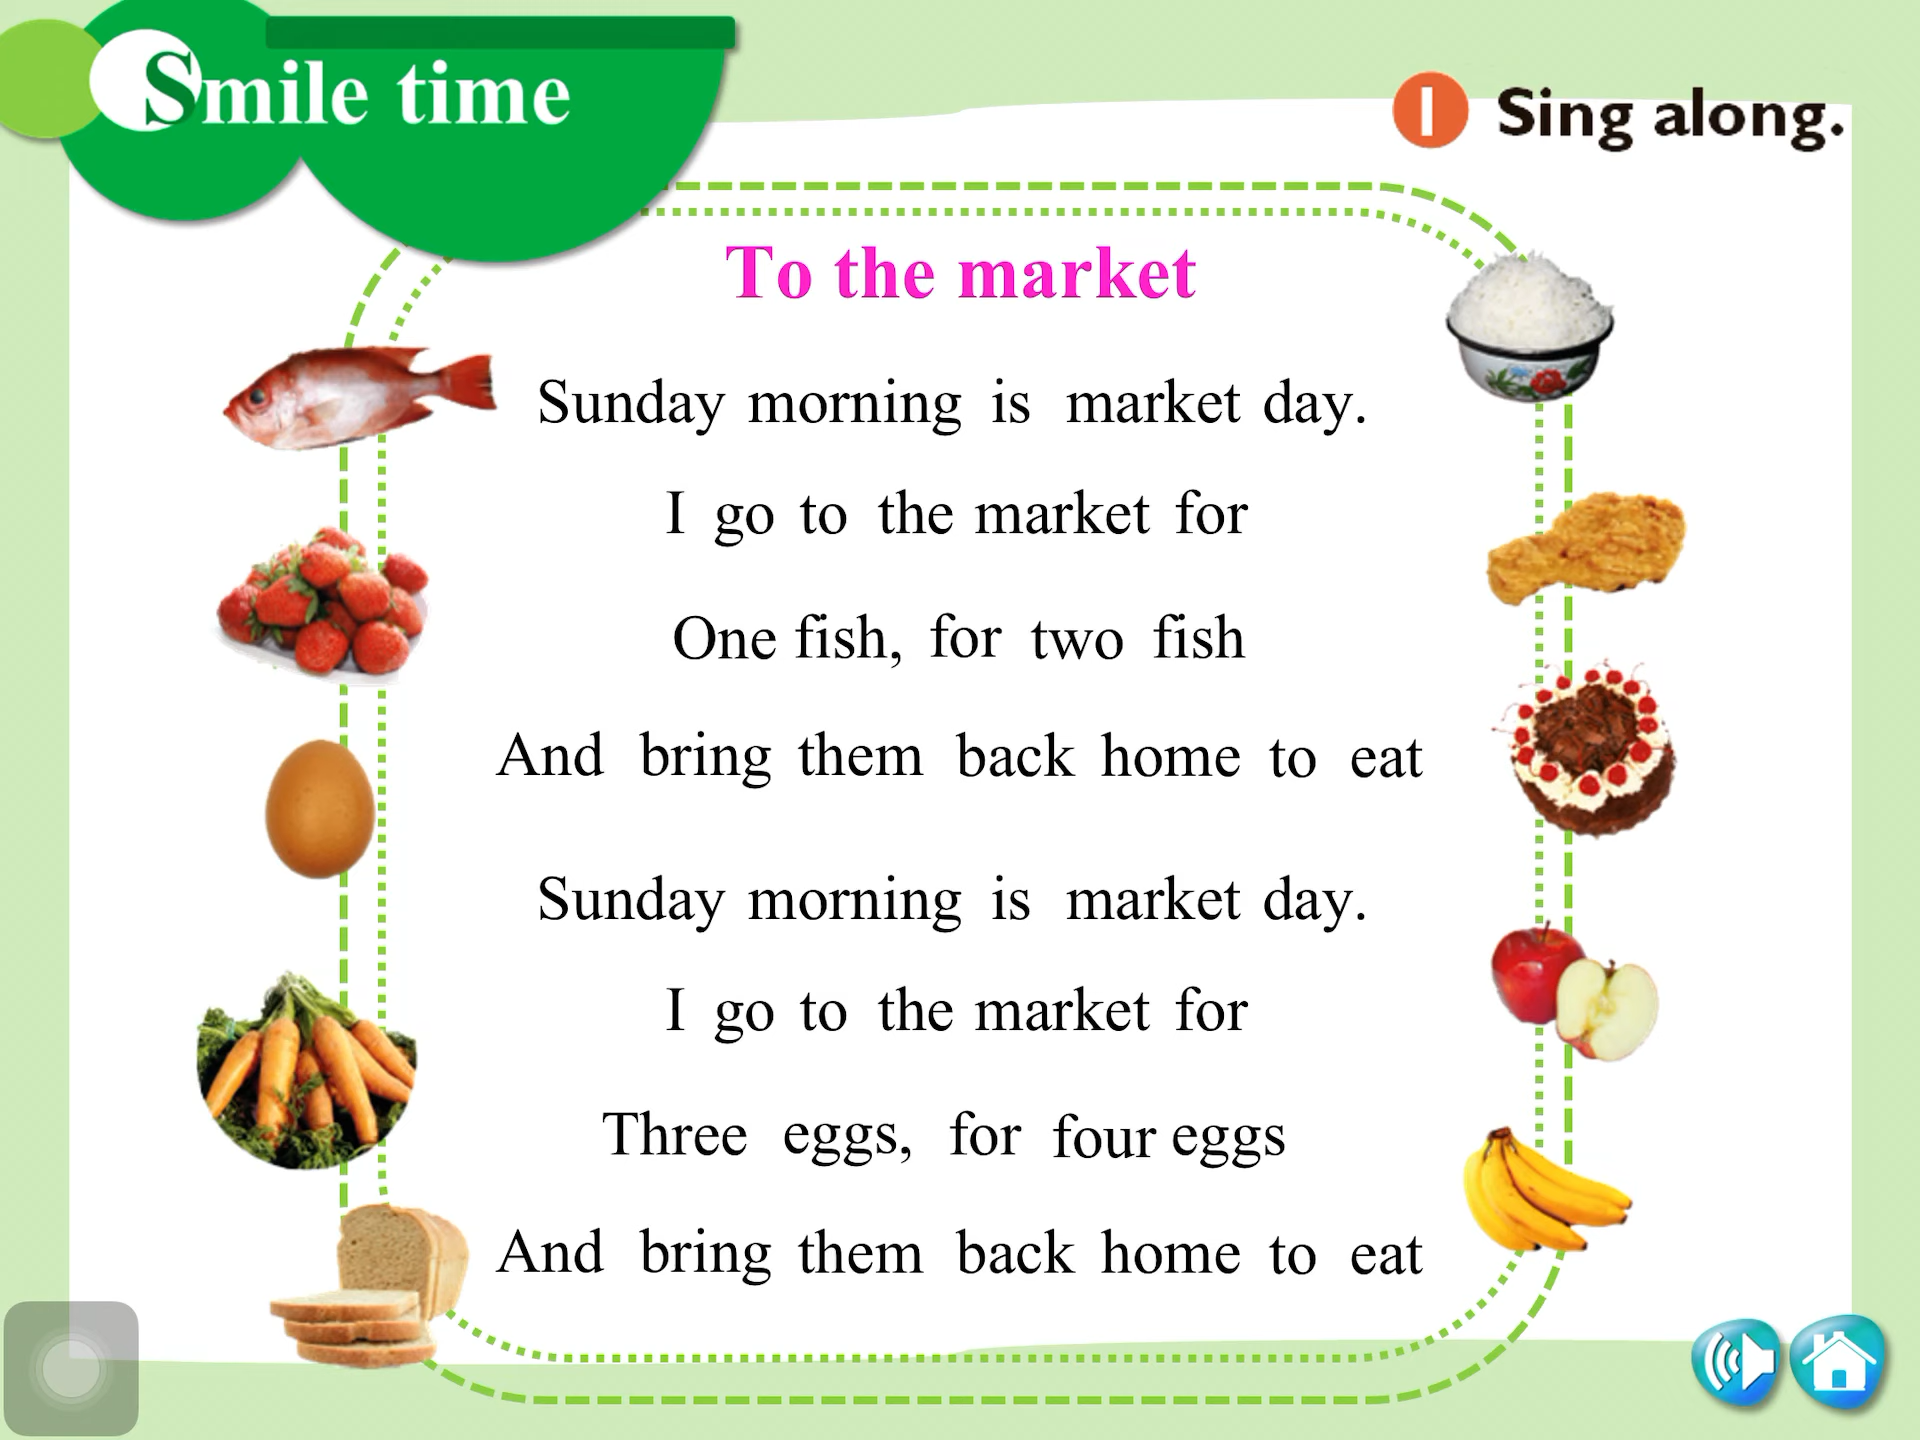 Smile time
1 Sing along.
To the market
Sunday morning is market day.
I go to the market for
One fish, for two fish
And bring them back home to eat
Sunday morning is market day.
I go to the market for
Three eggs, for four eggs
And bring them back home to eat